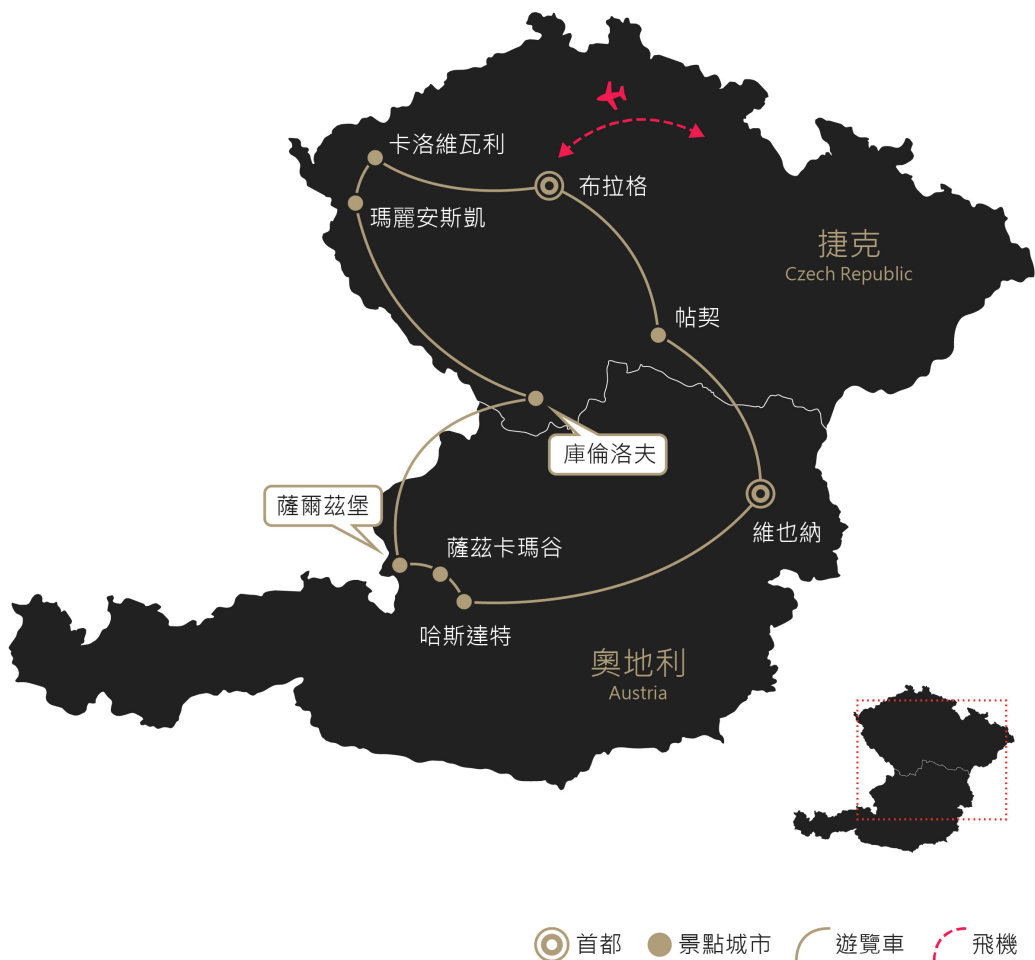 卡洛維瓦利
布拉格
瑪麗安斯凱
捷克
Czech Republic
帖契
庫倫洛夫
薩爾茲堡
維也納
薩茲卡瑪谷
哈斯達特
奧地利
Austria
首都
景點城市
遊覽車
飛機